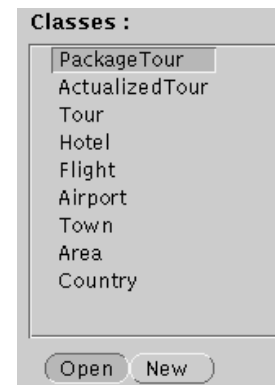 Classes :
PackageTour
ActualizedTour
Tour
Hotel
Flight
Airport
Town
Area
Country
Open New